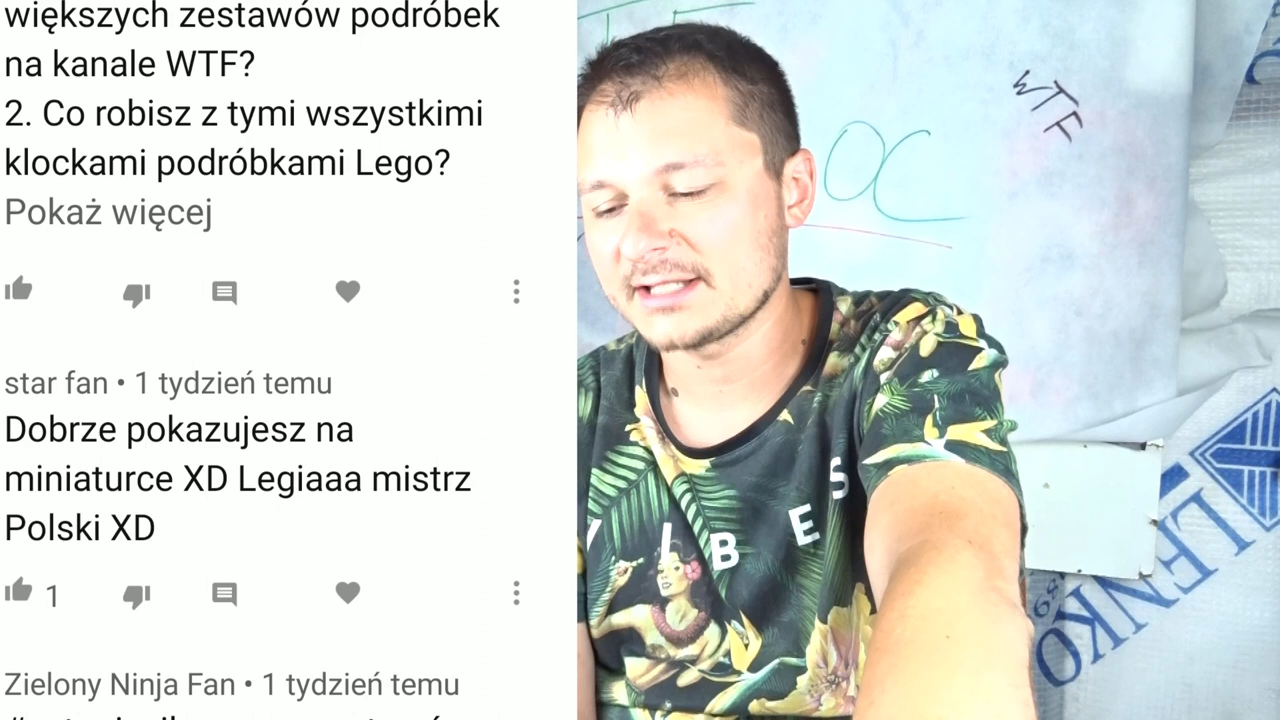 większych zestawów podróbek
na kanale WTF?
2. Co robisz z tymi wszystkimi
klockami podróbkami Lego?
Pokaż więcej
star fan • 1 tydzień temu
Dobrze pokazujesz na
miniaturce XD Legiaaa mistrz
Polski XD
1
Zielony Ninja Fan • 1 tydzień temu
WTF
OC
VIBES
LENKO